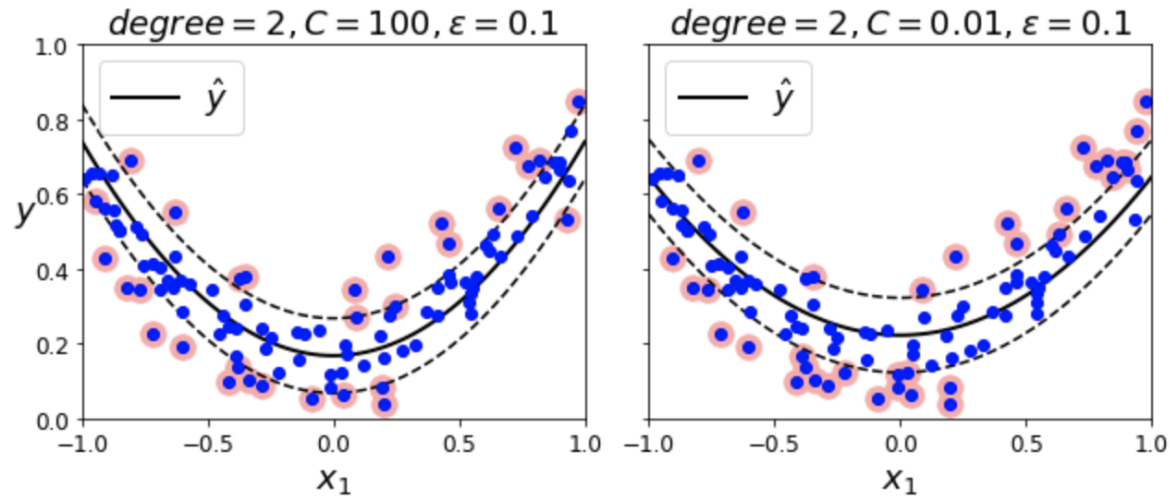 degree = 2, C = 100, ε = 0.1
1.0
0.8
0.6
0.4
0.2
0.0
y
ŷ
−1.0 −0.5 0.0 0.5 1.0
x₁
degree = 2, C = 0.01, ε = 0.1
ŷ
−1.0 −0.5 0.0 0.5 1.0
x₁